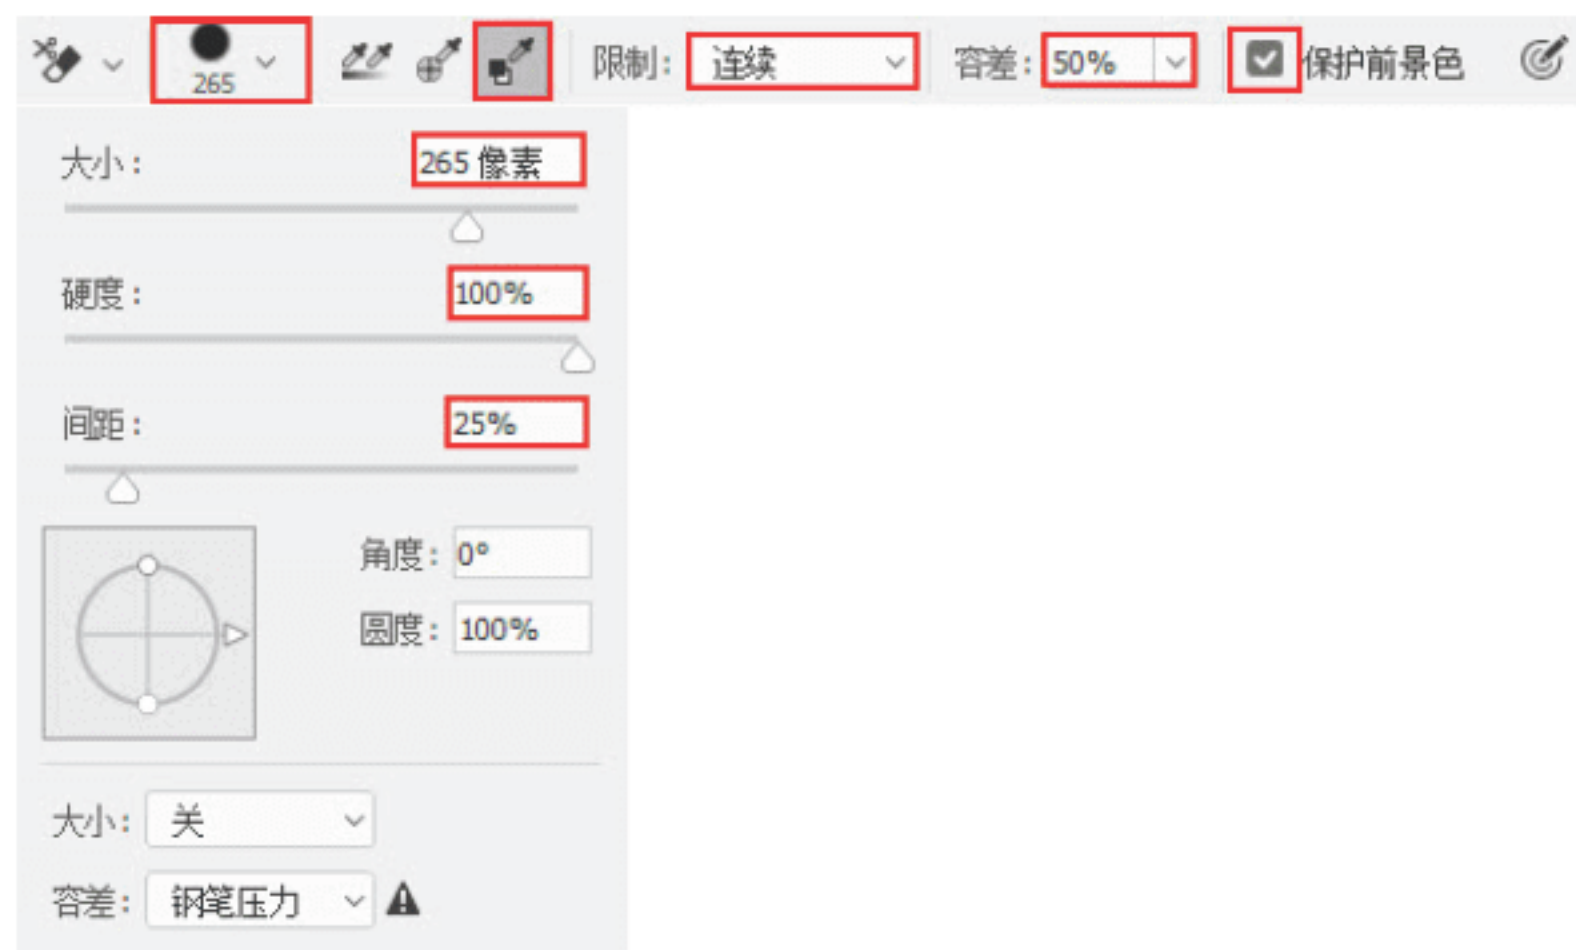 265 限制： 连续 容差： 50% 保护前景色
大小： 265 像素
硬度： 100%
间距： 25%
角度： 0°
圆度： 100%
大小： 关
容差： 钢笔压力